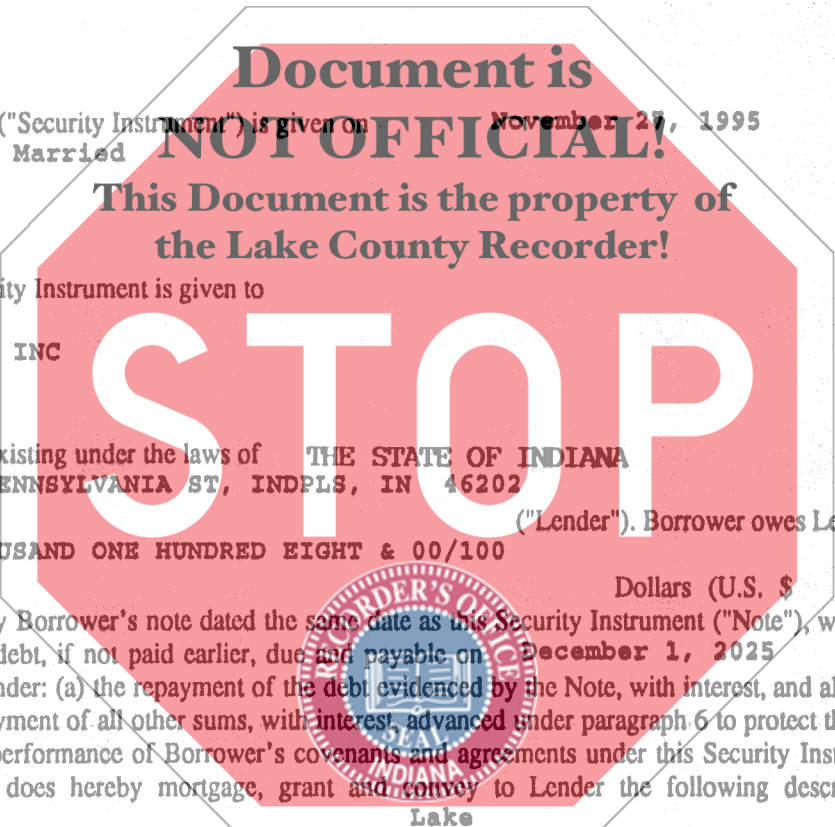 Document is
("Security Instrument") is given on November 27, 1995
Married
NOT OFFICIAL!
This Document is the property of
the Lake County Recorder!
ity Instrument is given to
INC
STOP
xisting under the laws of THE STATE OF INDIANA
ENNSYLVANIA ST, INDPLS, IN 46202
("Lender"). Borrower owes Le
USAND ONE HUNDRED EIGHT & 00/100
Dollars (U.S. $
y Borrower's note dated the same date as this Security Instrument ("Note"), w
debt, if not paid earlier, due and payable on December 1, 2025
nder: (a) the repayment of the debt evidenced by the Note, with interest, and al
yment of all other sums, with interest, advanced under paragraph 6 to protect th
performance of Borrower's covenants and agreements under this Security Inst
does hereby mortgage, grant and convey to Lender the following descr
Lake
RECORDER'S OFFICE
SEAL
INDIANA